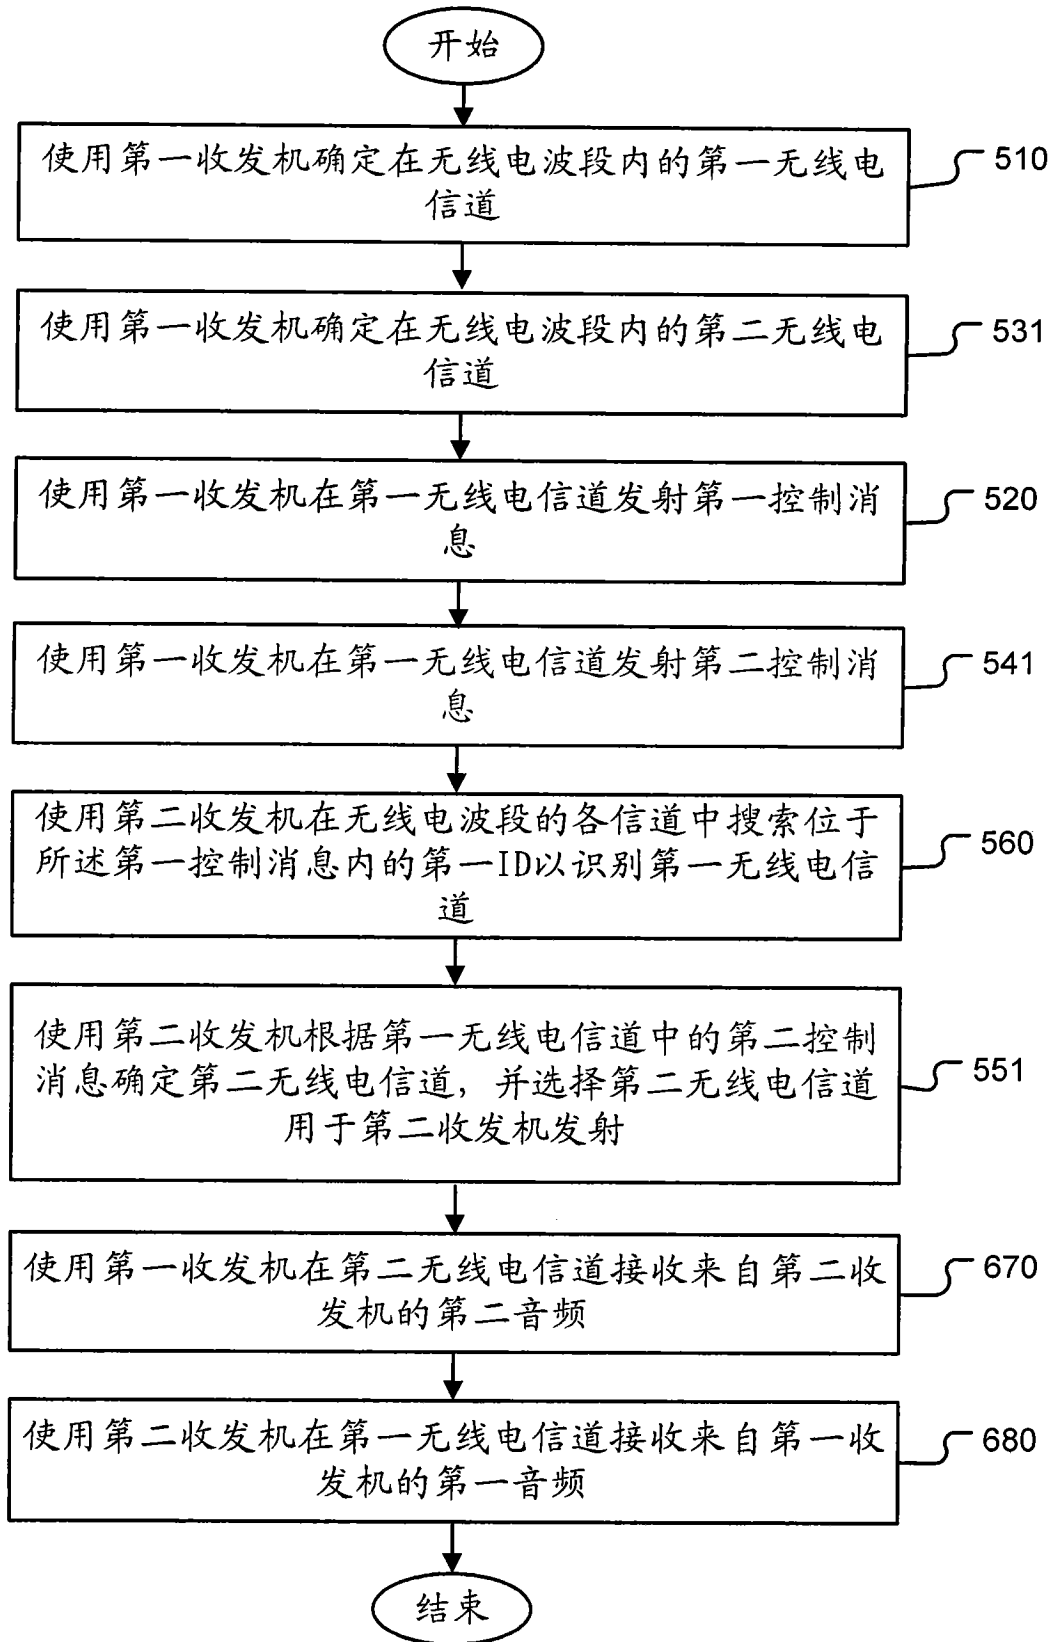 开始
使用第一收发机确定在无线电波段内的第一无线电
信道
510
使用第一收发机确定在无线电波段内的第二无线电
信道
531
使用第一收发机在第一无线电信道发射第一控制消
息
520
使用第一收发机在第一无线电信道发射第二控制消
息
541
使用第二收发机在无线电波段的各信道中搜索位于
所述第一控制消息内的第一ID以识别第一无线电信
道
560
使用第二收发机根据第一无线电信道中的第二控制
消息确定第二无线电信道，并选择第二无线电信道
用于第二收发机发射
551
使用第一收发机在第二无线电信道接收来自第二收
发机的第二音频
670
使用第二收发机在第一无线电信道接收来自第一收
发机的第一音频
680
结束